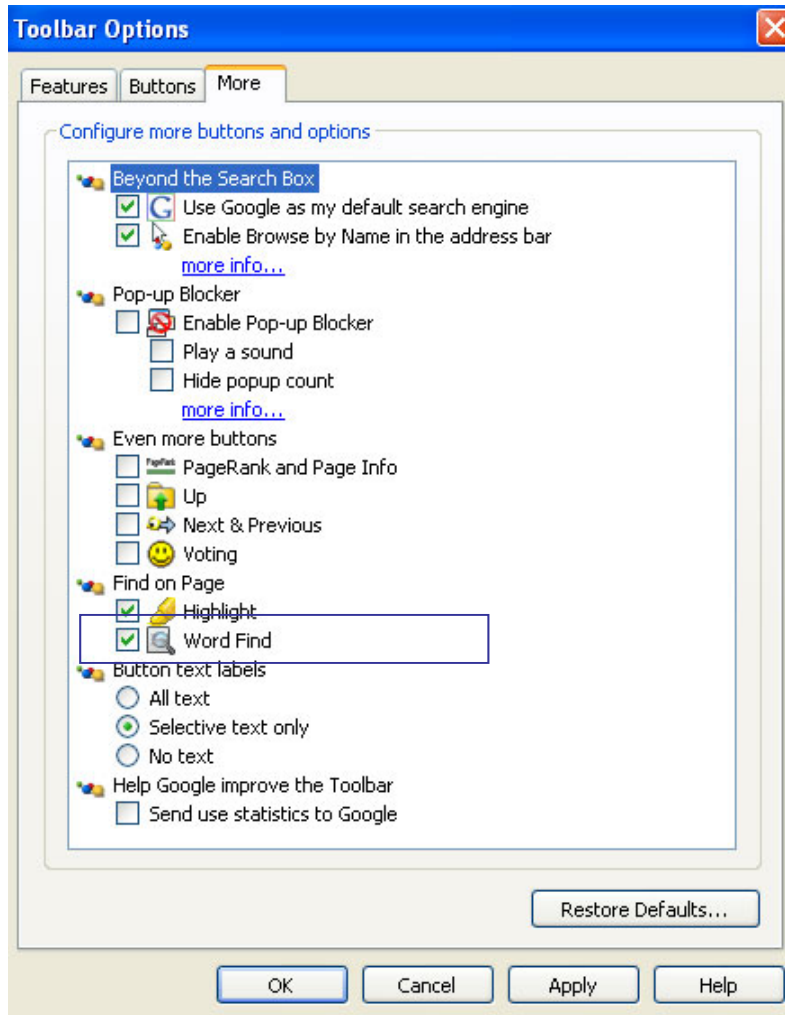 Toolbar Options
Features Buttons More
Configure more buttons and options
Beyond the Search Box
Use Google as my default search engine
Enable Browse by Name in the address bar
more info...
Pop-up Blocker
Enable Pop-up Blocker
Play a sound
Hide popup count
more info...
Even more buttons
PageRank PageRank and Page Info
Up
Next & Previous
Voting
Find on Page
Highlight
Word Find
Button text labels
All text
Selective text only
No text
Help Google improve the Toolbar
Send use statistics to Google
Restore Defaults...
OK Cancel Apply Help